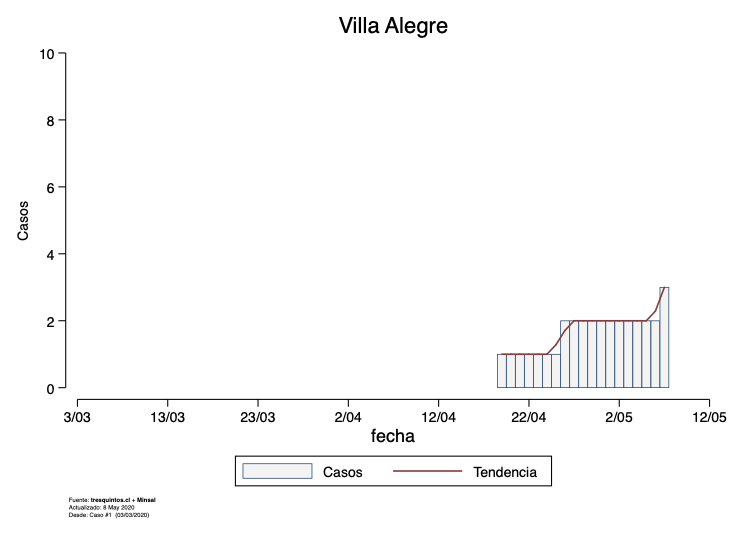 Villa Alegre
Casos
10
8
6
4
2
0
3/03 13/03 23/03 2/04 12/04 22/04 2/05 12/05
fecha
Casos Tendencia
Fuente: tresquintos.cl + Minsal
Actualizado: 8 May 2020
Desde: Caso #1 (03/03/2020)